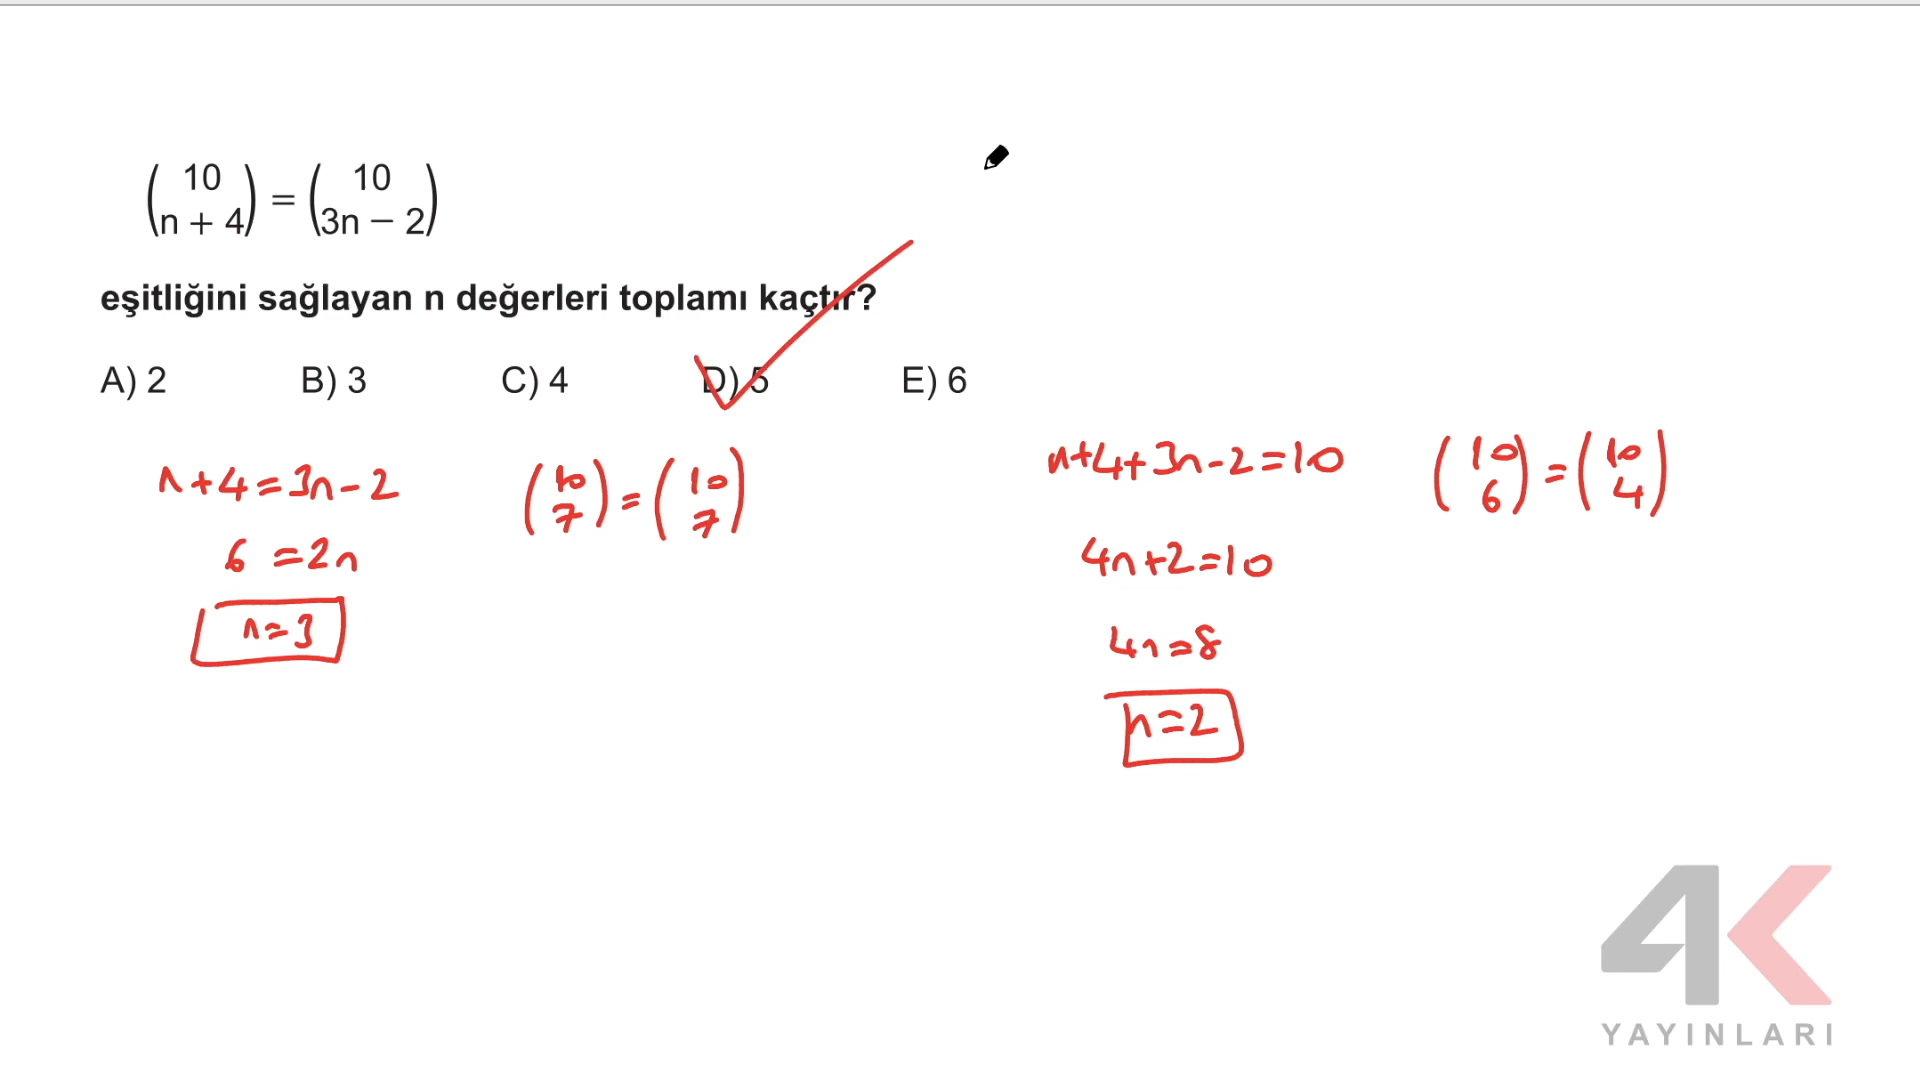 (10 n + 4) = (10 3n − 2)
eşitliğini sağlayan n değerleri toplamı kaçtır?
A) 2 B) 3 C) 4 D) 5 E) 6
n+4=3n-2
6=2n
n=3
(10 7)=(10 7)
n+4+3n-2=10
4n+2=10
4n=8
n=2
(10 6)=(10 4)
4K
YAYINLARI